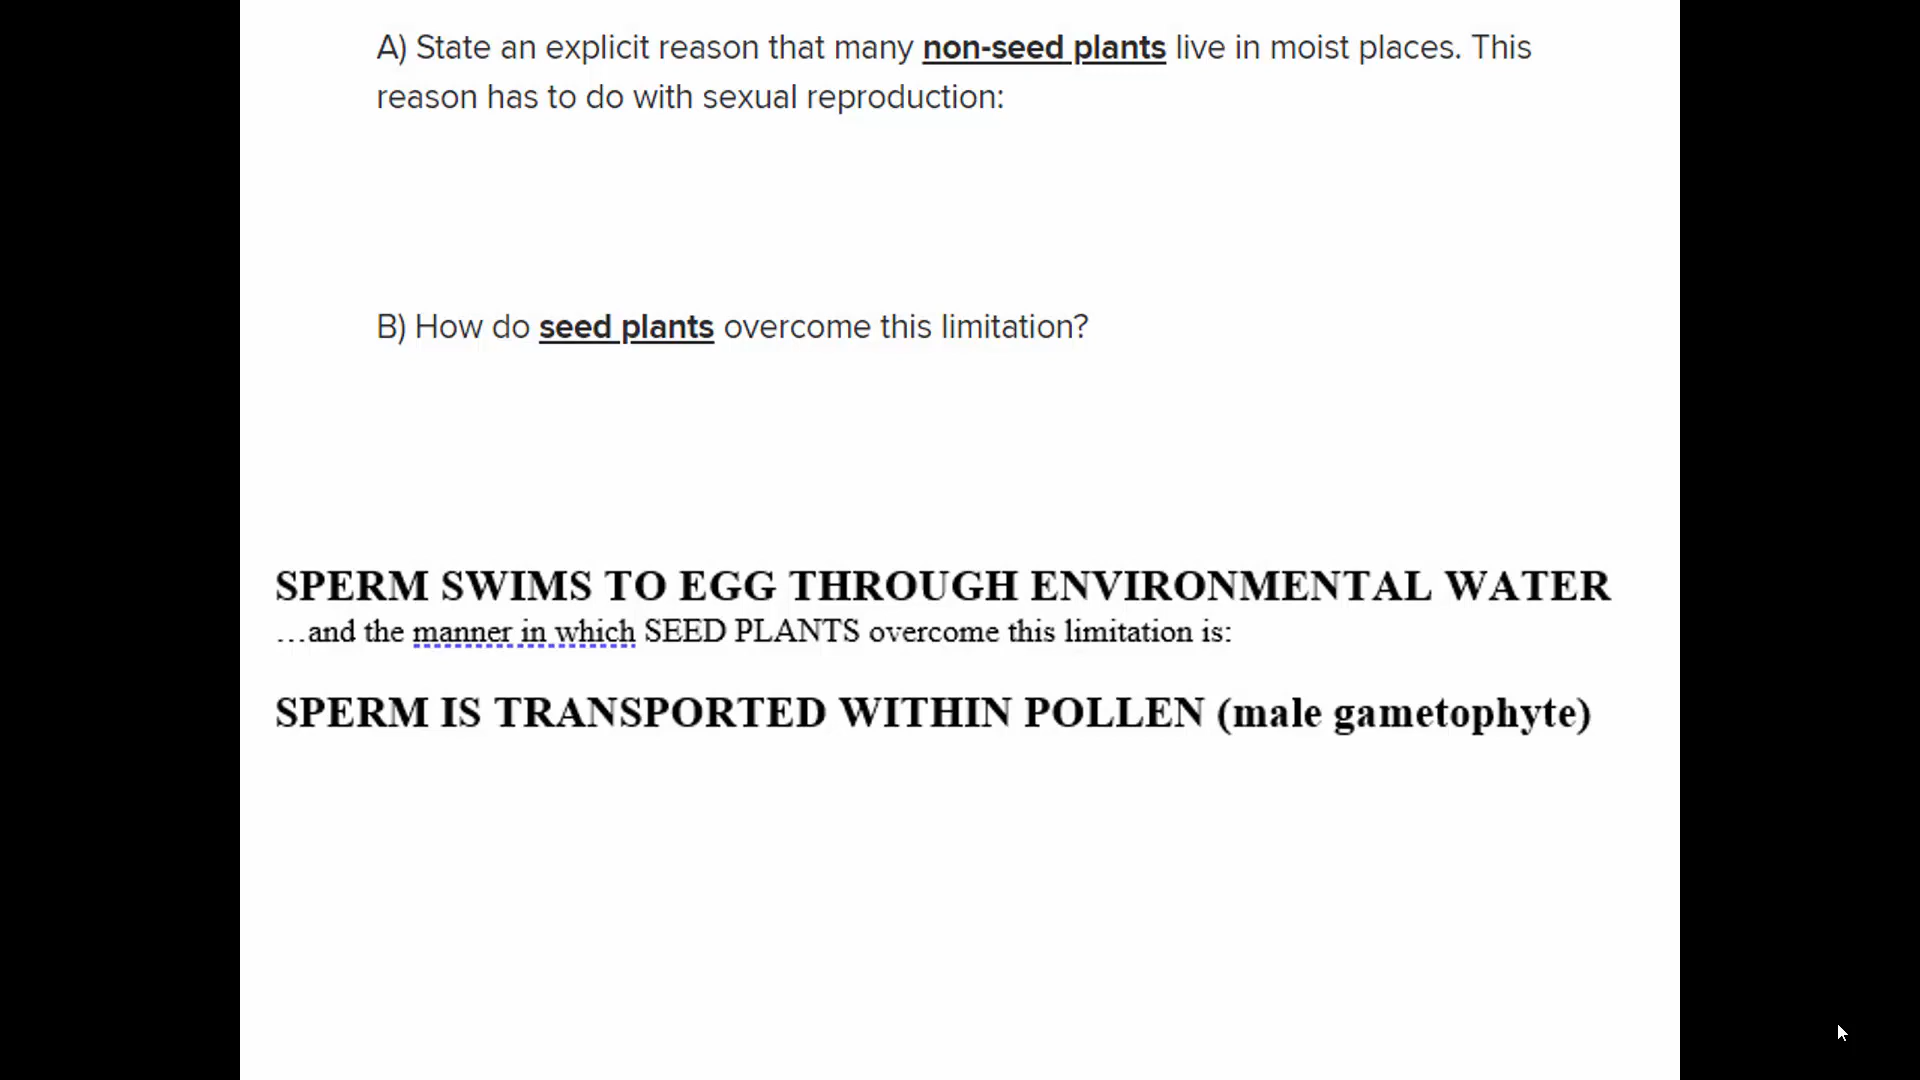 A) State an explicit reason that many non-seed plants live in moist places. This
reason has to do with sexual reproduction:
B) How do seed plants overcome this limitation?
SPERM SWIMS TO EGG THROUGH ENVIRONMENTAL WATER
…and the manner in which SEED PLANTS overcome this limitation is:
SPERM IS TRANSPORTED WITHIN POLLEN (male gametophyte)